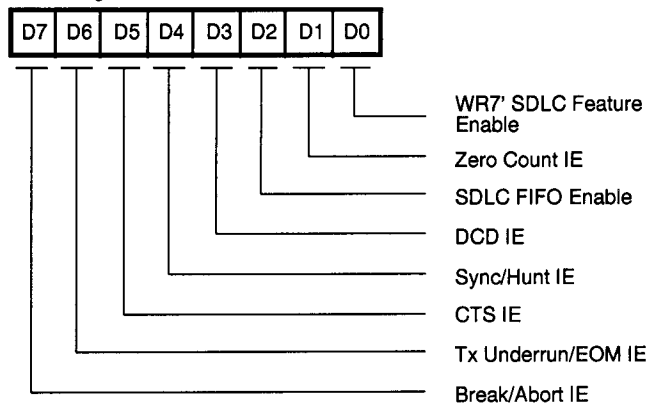 D7 D6 D5 D4 D3 D2 D1 D0
WR7' SDLC Feature
Enable
Zero Count IE
SDLC FIFO Enable
DCD IE
Sync/Hunt IE
CTS IE
Tx Underrun/EOM IE
Break/Abort IE